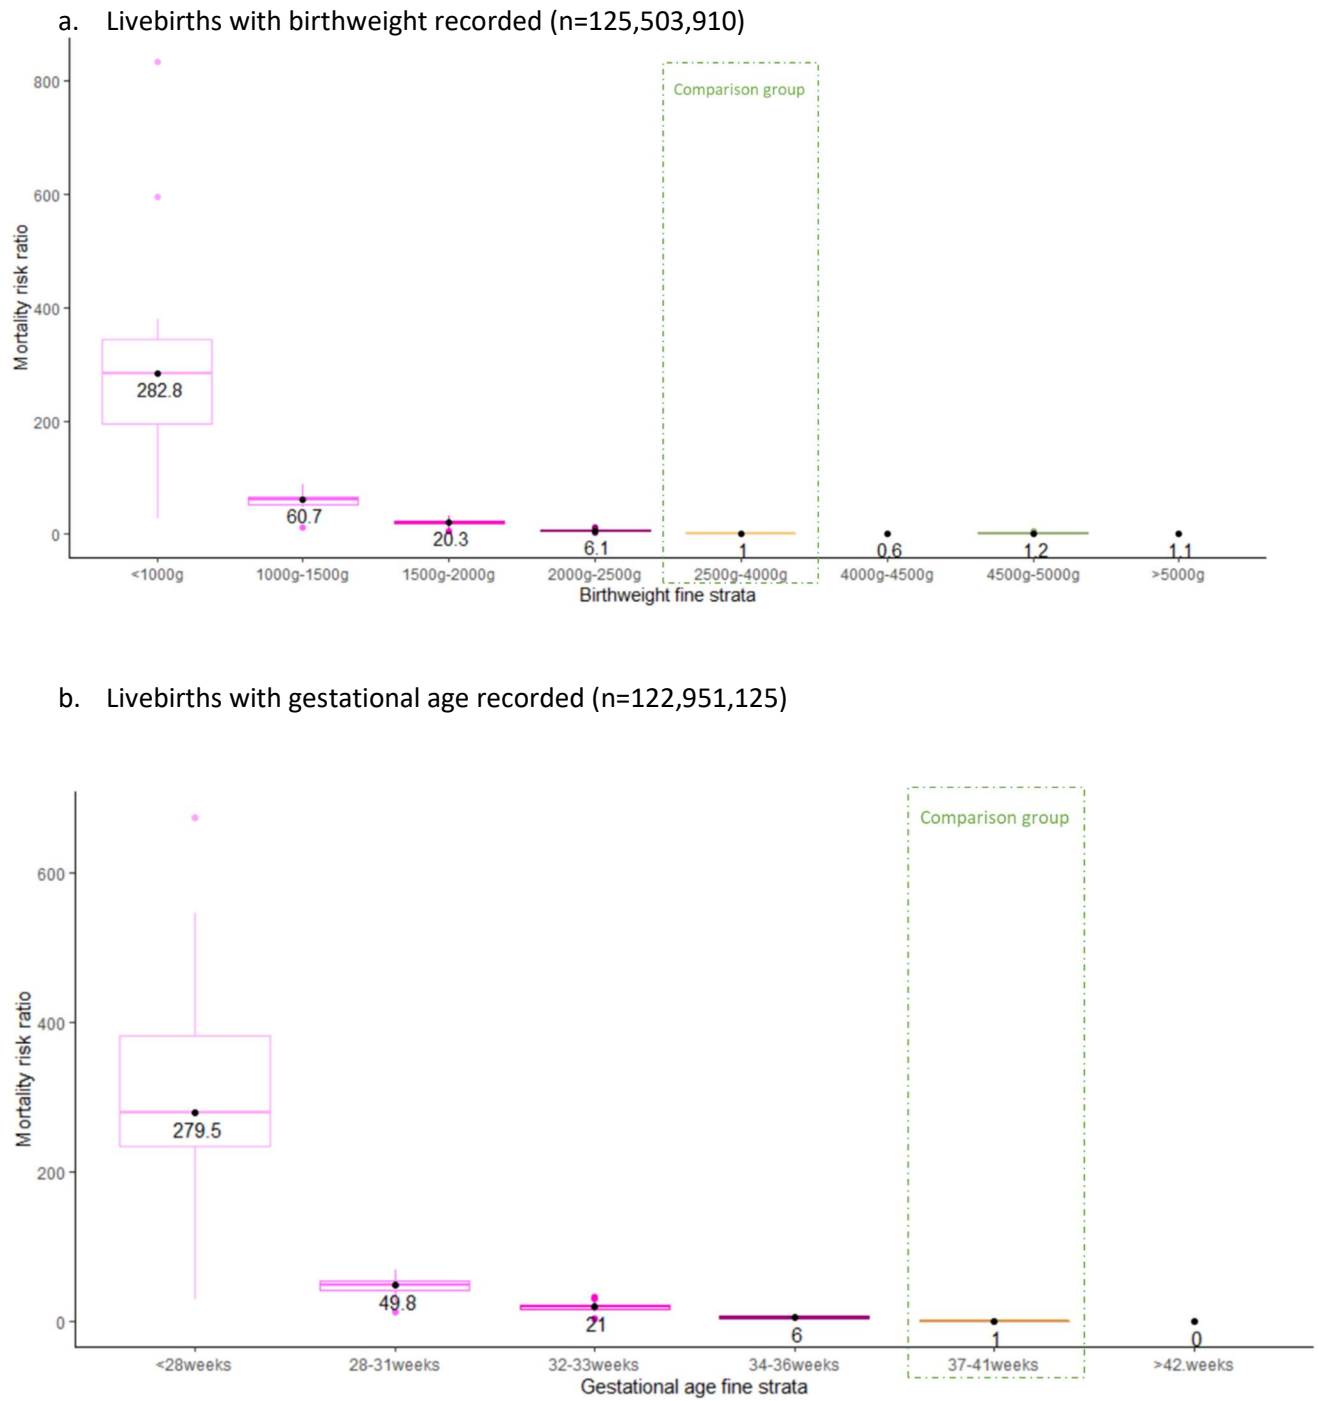 a. Livebirths with birthweight recorded (n=125,503,910)
Comparison group
800
600
400
200
0
Mortality risk ratio
282.8
60.7
20.3
6.1
1
0.6
1.2
1.1
<1000g
1000g-1500g
1500g-2000g
2000g-2500g
2500g-4000g
4000g-4500g
4500g-5000g
>5000g
Birthweight fine strata
b. Livebirths with gestational age recorded (n=122,951,125)
Comparison group
600
400
200
0
Mortality risk ratio
279.5
49.8
21
6
1
0
<28weeks
28-31weeks
32-33weeks
34-36weeks
37-41weeks
>42.weeks
Gestational age fine strata